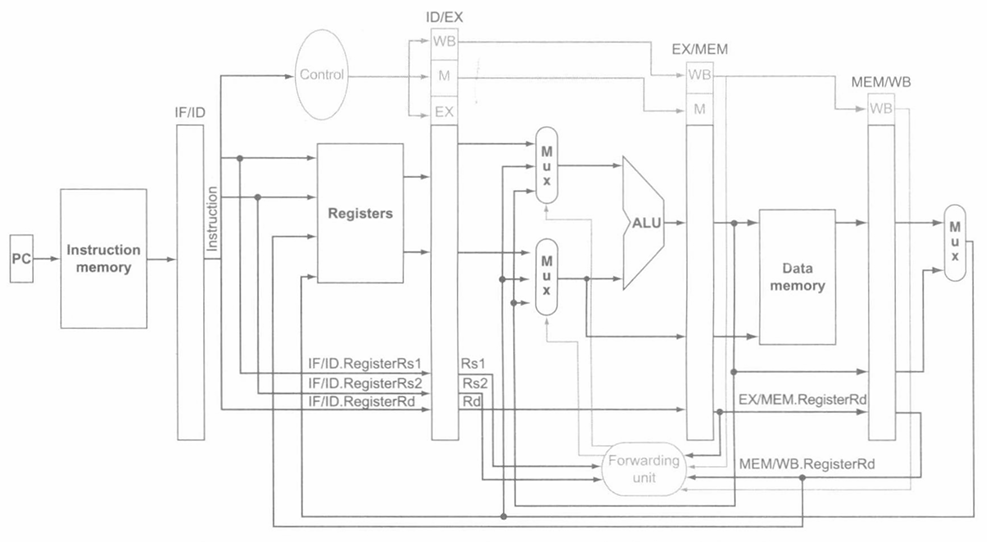 ID/EX
WB
EX/MEM
Control
M
WB
MEM/WB
IF/ID
EX
M
WB
Mux
Instruction
Registers
ALU
Mux
PC
Instruction
memory
Mux
Data
memory
IF/ID.RegisterRs1
Rs1
IF/ID.RegisterRs2
Rs2
IF/ID.RegisterRd
Rd
EX/MEM.RegisterRd
Forwarding
unit
MEM/WB.RegisterRd